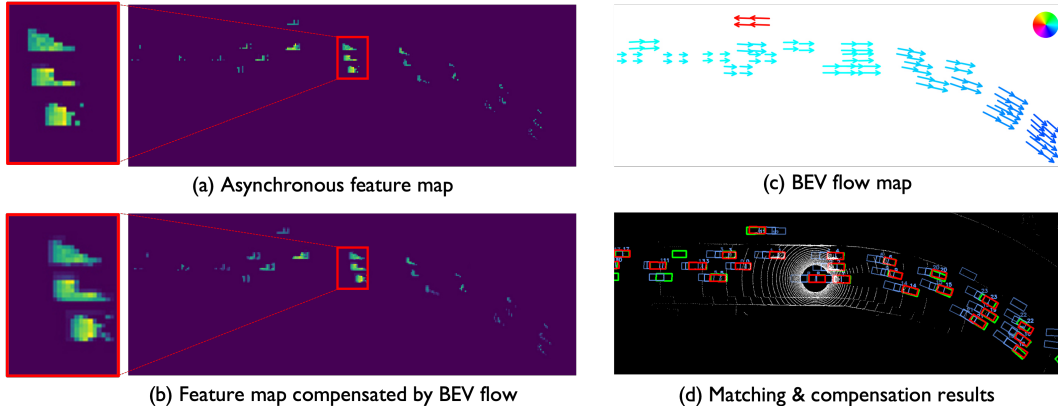 (a) Asynchronous feature map
(c) BEV flow map
(b) Feature map compensated by BEV flow
(d) Matching & compensation results